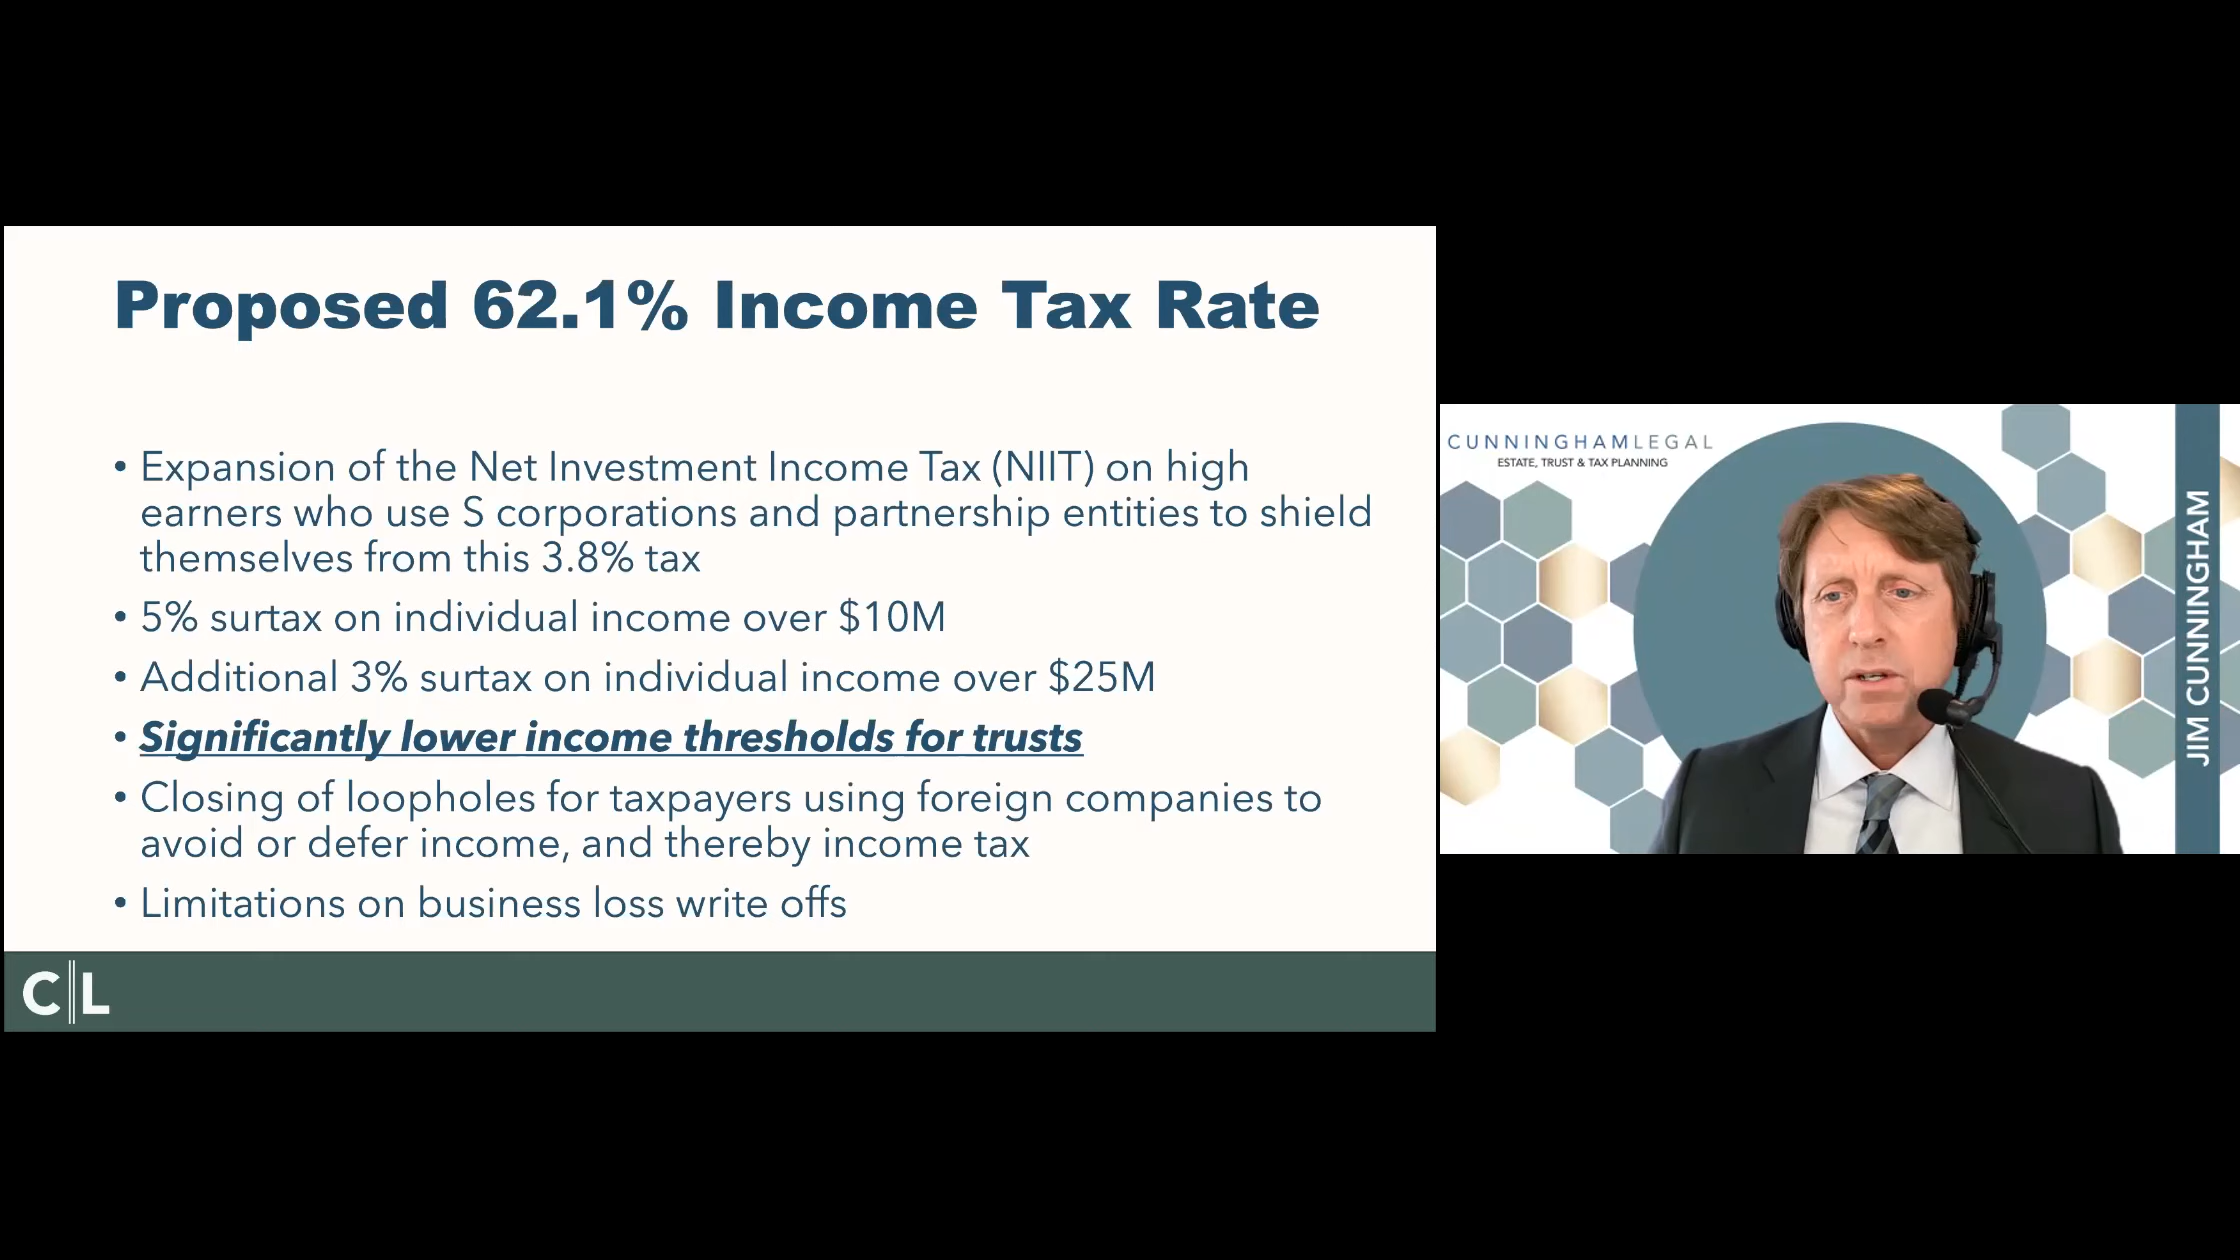 Proposed 62.1% Income Tax Rate
• Expansion of the Net Investment Income Tax (NIIT) on high
earners who use S corporations and partnership entities to shield
themselves from this 3.8% tax
• 5% surtax on individual income over $10M
• Additional 3% surtax on individual income over $25M
• Significantly lower income thresholds for trusts
• Closing of loopholes for taxpayers using foreign companies to
avoid or defer income, and thereby income tax
• Limitations on business loss write offs
C||L
CUNNINGHAMLEGAL
ESTATE, TRUST & TAX PLANNING
JIM CUNNINGHAM